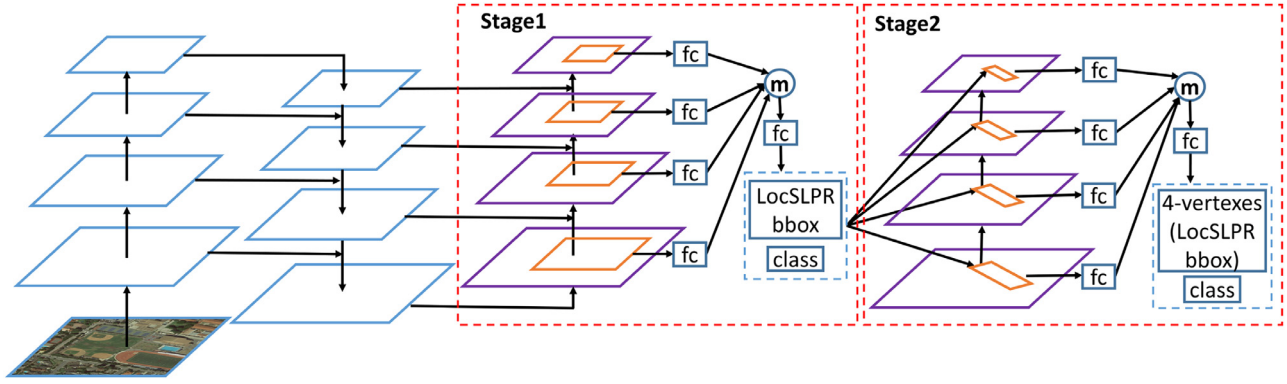 Stage1
fc
fc
fc
fc
m
fc
LocSLPR
bbox
class
Stage2
fc
fc
fc
fc
m
fc
4-vertexes
(LocSLPR
bbox)
class